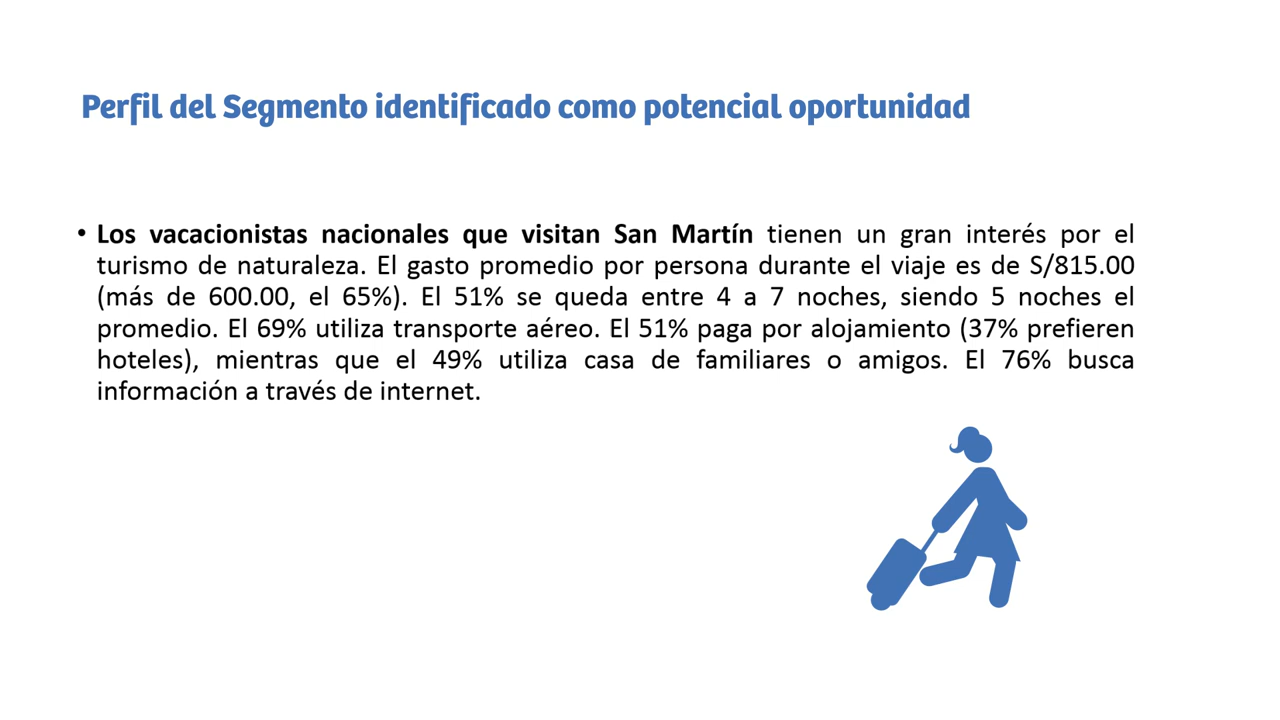 Perfil del Segmento identificado como potencial oportunidad
• Los vacacionistas nacionales que visitan San Martín tienen un gran interés por el
turismo de naturaleza. El gasto promedio por persona durante el viaje es de S/815.00
(más de 600.00, el 65%). El 51% se queda entre 4 a 7 noches, siendo 5 noches el
promedio. El 69% utiliza transporte aéreo. El 51% paga por alojamiento (37% prefieren
hoteles), mientras que el 49% utiliza casa de familiares o amigos. El 76% busca
información a través de internet.